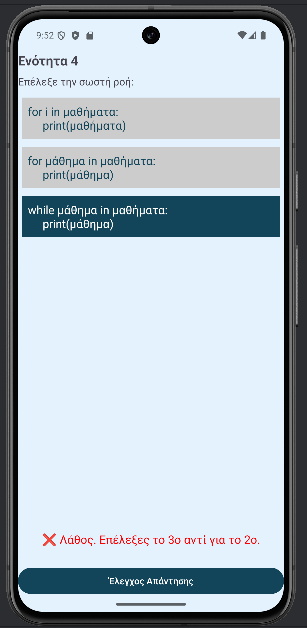 9:52
Ενότητα 4
Επέλεξε την σωστή ροή:
for i in μαθήματα:
print(μαθήματα)
for μάθημα in μαθήματα:
print(μάθημα)
while μάθημα in μαθήματα:
print(μάθημα)
❌ Λάθος. Επέλεξες το 3ο αντί για το 2ο.
Έλεγχος Απάντησης